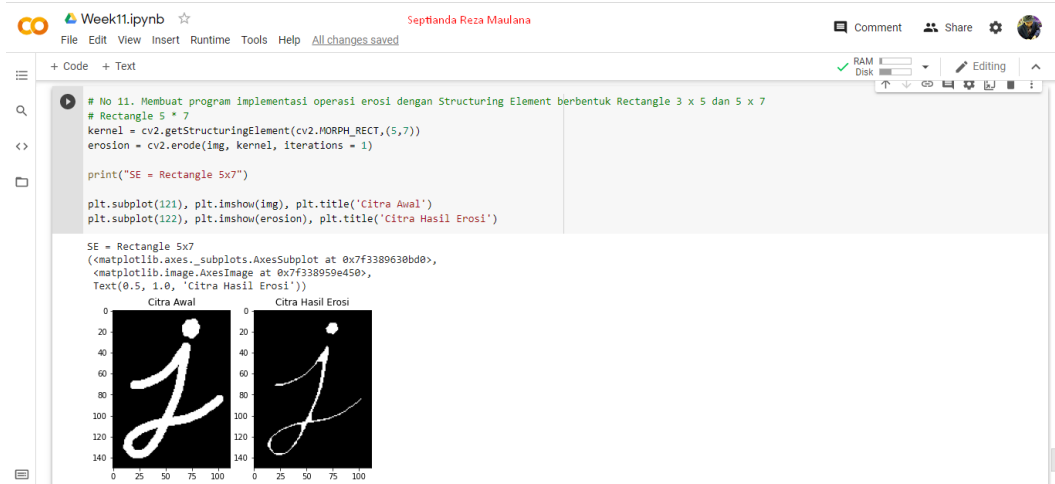 Week11.ipynb
Septianda Reza Maulana
Comment
Share
File Edit View Insert Runtime Tools Help All changes saved
+ Code + Text
RAM
Disk
Editing
# No 11. Membuat program implementasi operasi erosi dengan Structuring Element berbentuk Rectangle 3 x 5 dan 5 x 7
# Rectangle 5 * 7
kernel = cv2.getStructuringElement(cv2.MORPH_RECT,(5,7))
erosion = cv2.erode(img, kernel, iterations = 1)
print("SE = Rectangle 5x7")
plt.subplot(121), plt.imshow(img), plt.title('Citra Awal')
plt.subplot(122), plt.imshow(erosion), plt.title('Citra Hasil Erosi')
SE = Rectangle 5x7
(<matplotlib.axes._subplots.AxesSubplot at 0x7f3389630bd0>,
<matplotlib.image.AxesImage at 0x7f338959e450>,
Text(0.5, 1.0, 'Citra Hasil Erosi'))
Citra Awal Citra Hasil Erosi
0 0
20 20
40 40
60 60
80 80
100 100
120 120
140 140
0 25 50 75 100 0 25 50 75 100